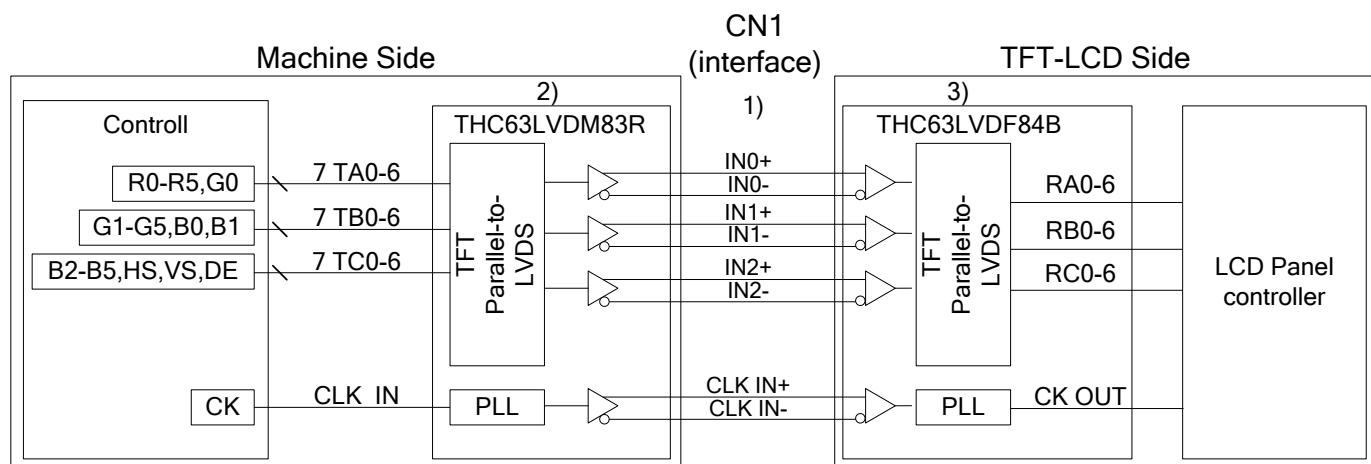 CN1
(interface)
Machine Side
TFT-LCD Side
1)
2)
3)
Controll
THC63LVDM83R
THC63LVDF84B
R0-R5,G0
7 TA0-6
G1-G5,B0,B1
7 TB0-6
B2-B5,HS,VS,DE
7 TC0-6
TFT
Parallel-to-
LVDS
IN0+
IN0-
IN1+
IN1-
IN2+
IN2-
TFT
Parallel-to-
LVDS
RA0-6
RB0-6
RC0-6
LCD Panel
controller
CK
CLK IN
PLL
CLK IN+
CLK IN-
PLL
CK OUT